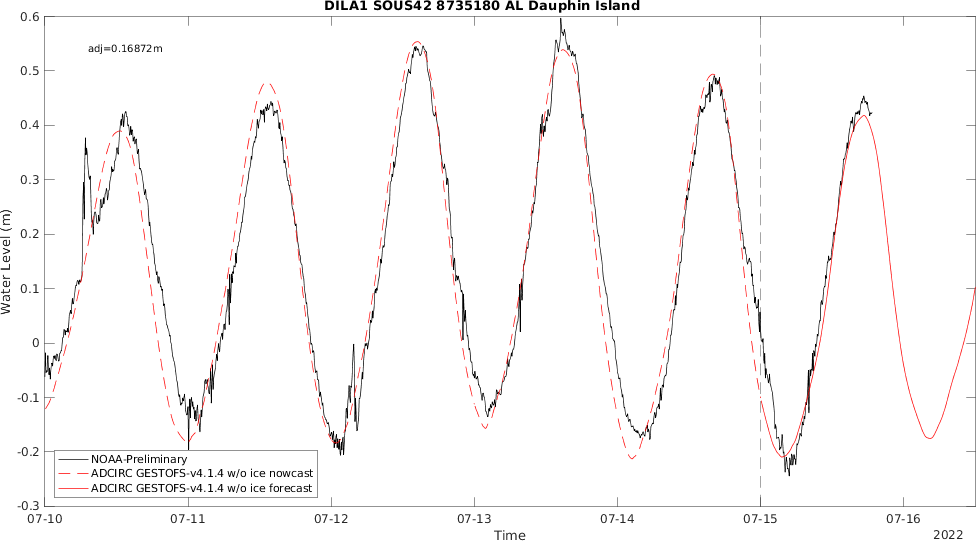 DILA1 SOUS42 8735180 AL Dauphin Island
adj=0.16872m
0.6
0.5
0.4
0.3
0.2
0.1
0
-0.1
-0.2
-0.3
Water Level (m)
NOAA-Preliminary
ADCIRC GESTOFS-v4.1.4 w/o ice nowcast
ADCIRC GESTOFS-v4.1.4 w/o ice forecast
07-10 07-11 07-12 07-13 07-14 07-15 07-16
Time
2022